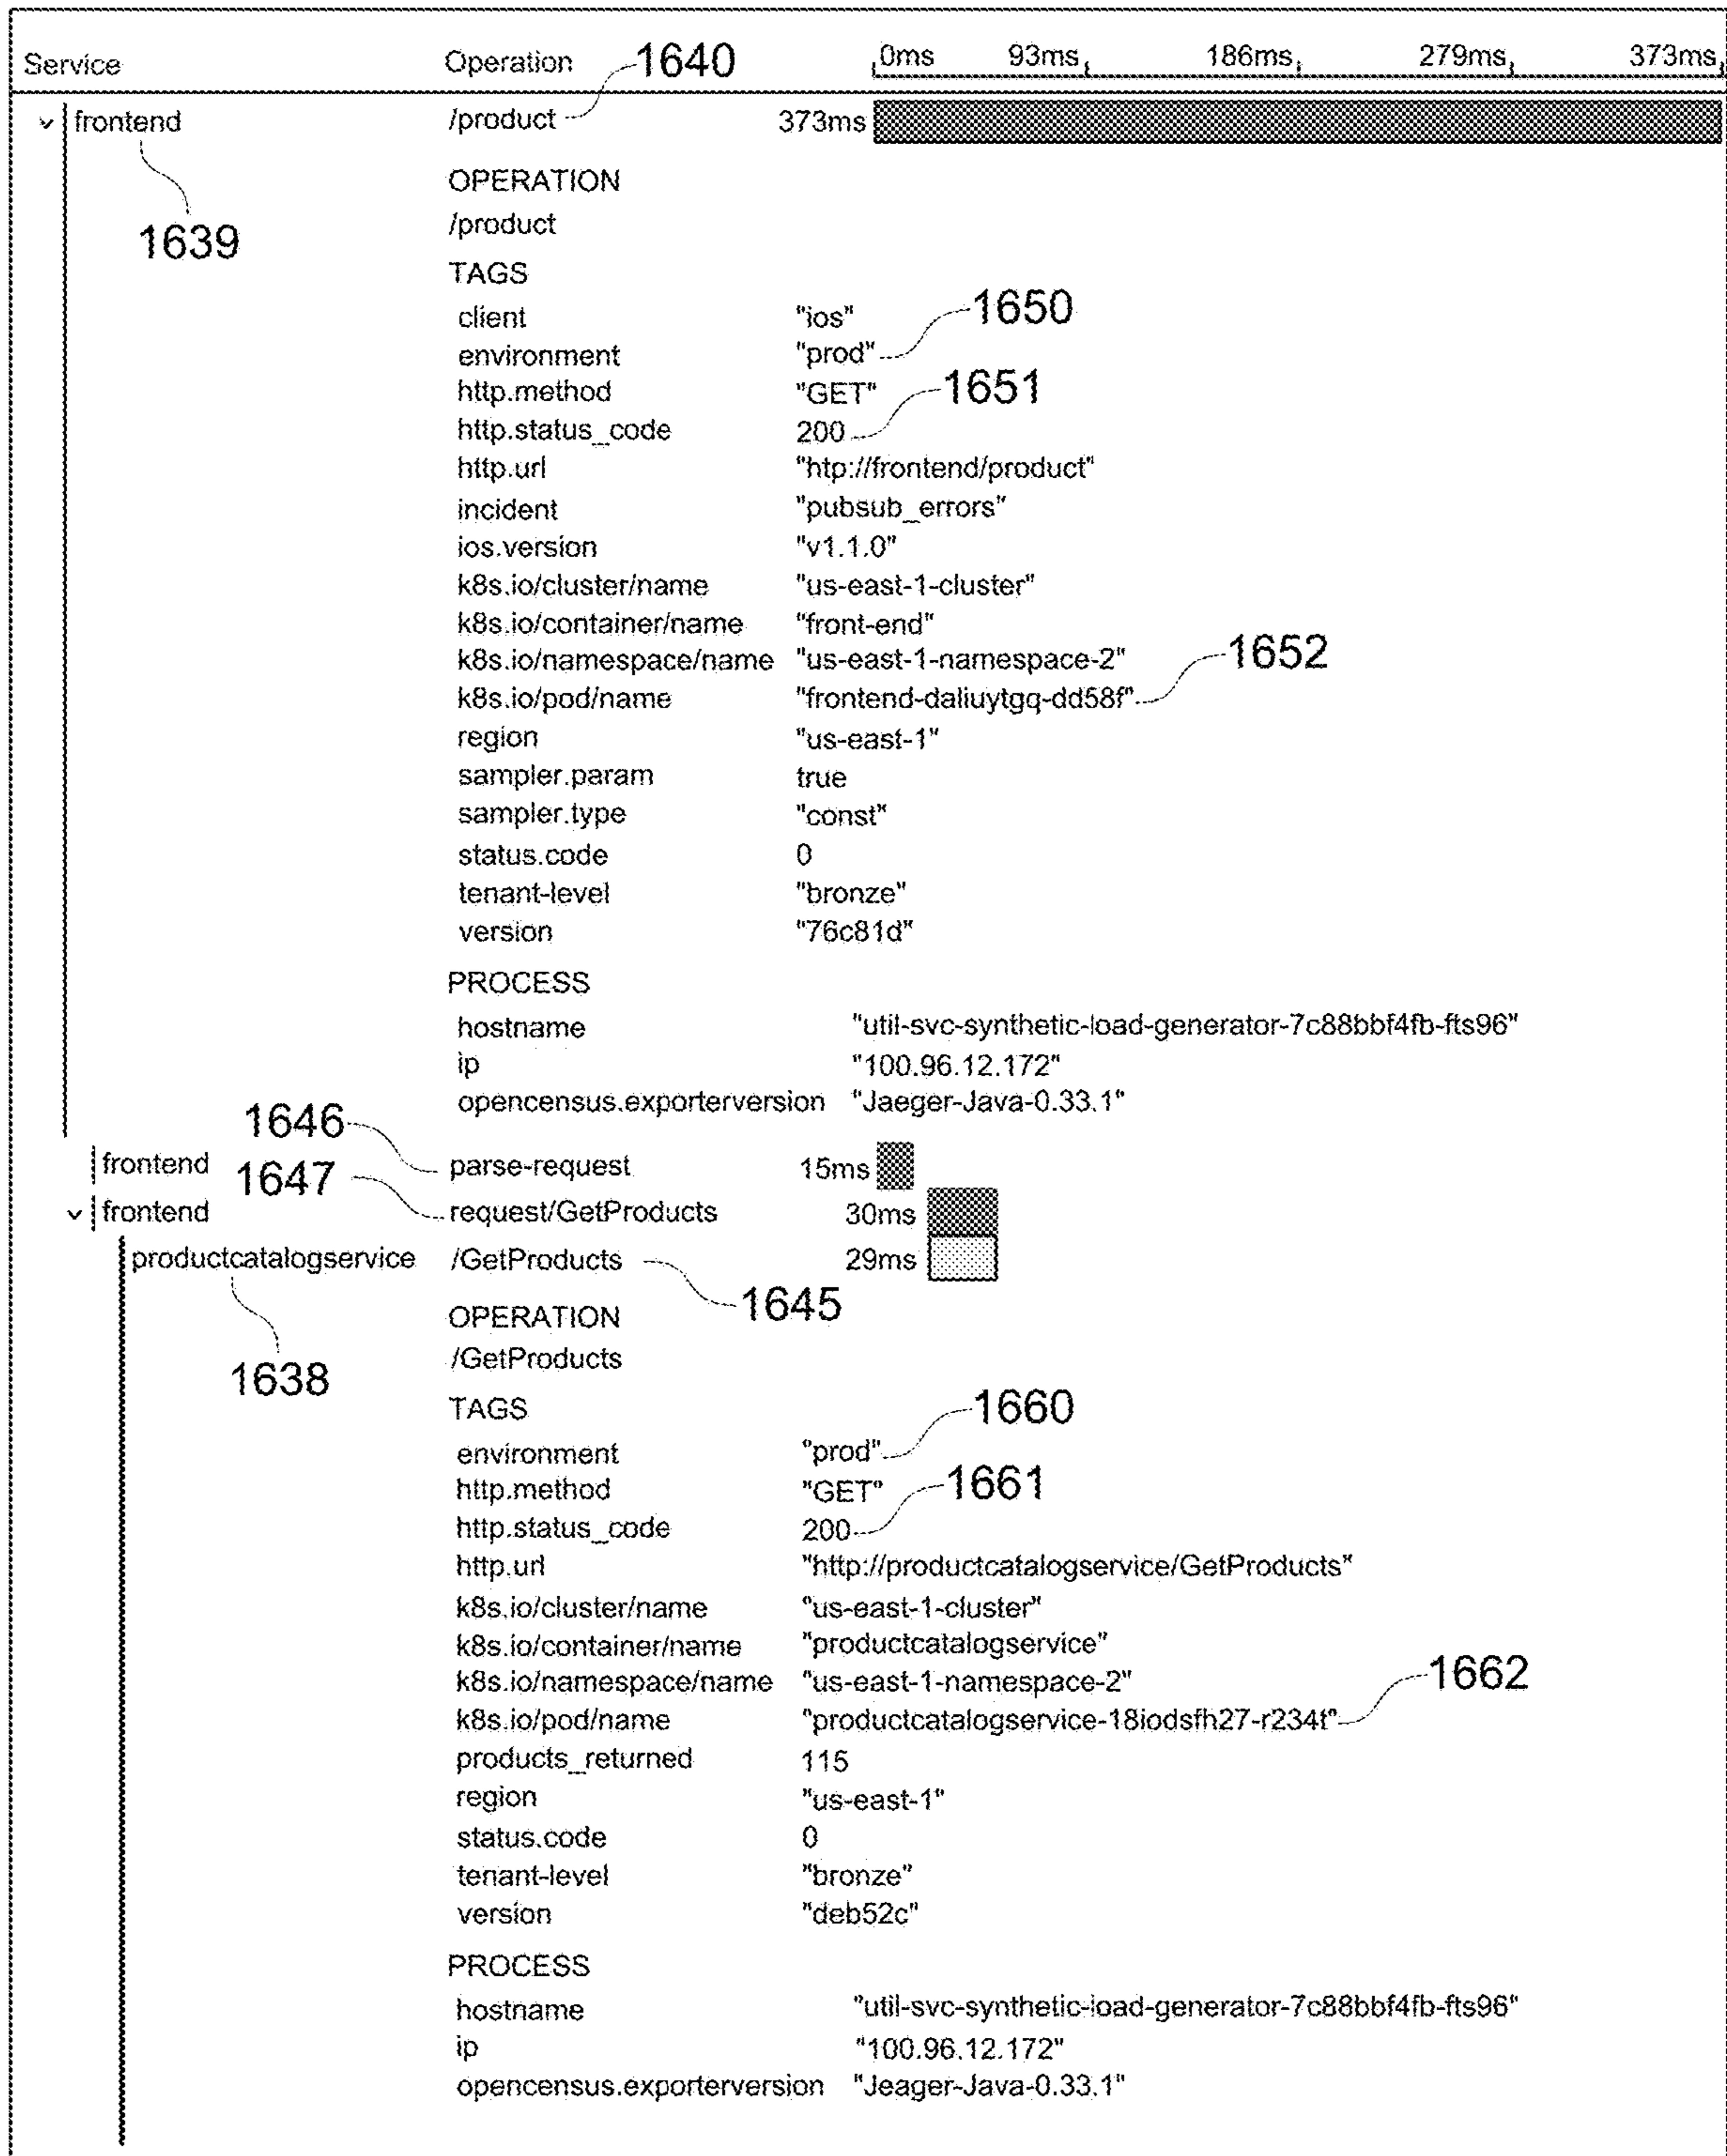 Service Operation 1640 0ms 93ms 186ms 279ms 373ms
frontend /product 373ms
OPERATION
1639 /product
TAGS
client "ios" 1650
environment "prod"
http.method "GET" 1651
http.status_code 200
http.url "htp://frontend/product"
incident "pubsub_errors"
ios.version "v1.1.0"
k8s.io/cluster/name "us-east-1-cluster"
k8s.io/container/name "front-end"
k8s.io/namespace/name "us-east-1-namespace-2" 1652
k8s.io/pod/name "frontend-daliuytgq-dd58f"
region "us-east-1"
sampler.param true
sampler.type "const"
status.code 0
tenant-level "bronze"
version "76c81d"
PROCESS
hostname "util-svc-synthetic-load-generator-7c88bbf4fb-fts96"
ip "100.96.12.172"
opencensus.exporterversion "Jaeger-Java-0.33.1"
1646
frontend parse-request 15ms
1647
frontend request/GetProducts 30ms
productcatalogservice /GetProducts 29ms
1645
OPERATION
/GetProducts
1638
TAGS 1660
environment "prod"
http.method "GET" 1661
http.status_code 200
http.url "http://productcatalogservice/GetProducts"
k8s.io/cluster/name "us-east-1-cluster"
k8s.io/container/name "productcatalogservice"
k8s.io/namespace/name "us-east-1-namespace-2" 1662
k8s.io/pod/name "productcatalogservice-18iodsfh27-r234t"
products_returned 115
region "us-east-1"
status.code 0
tenant-level "bronze"
version "deb52c"
PROCESS
hostname "util-svc-synthetic-load-generator-7c88bbf4fb-fts96"
ip "100.96.12.172"
opencensus.exporterversion "Jeager-Java-0.33.1"